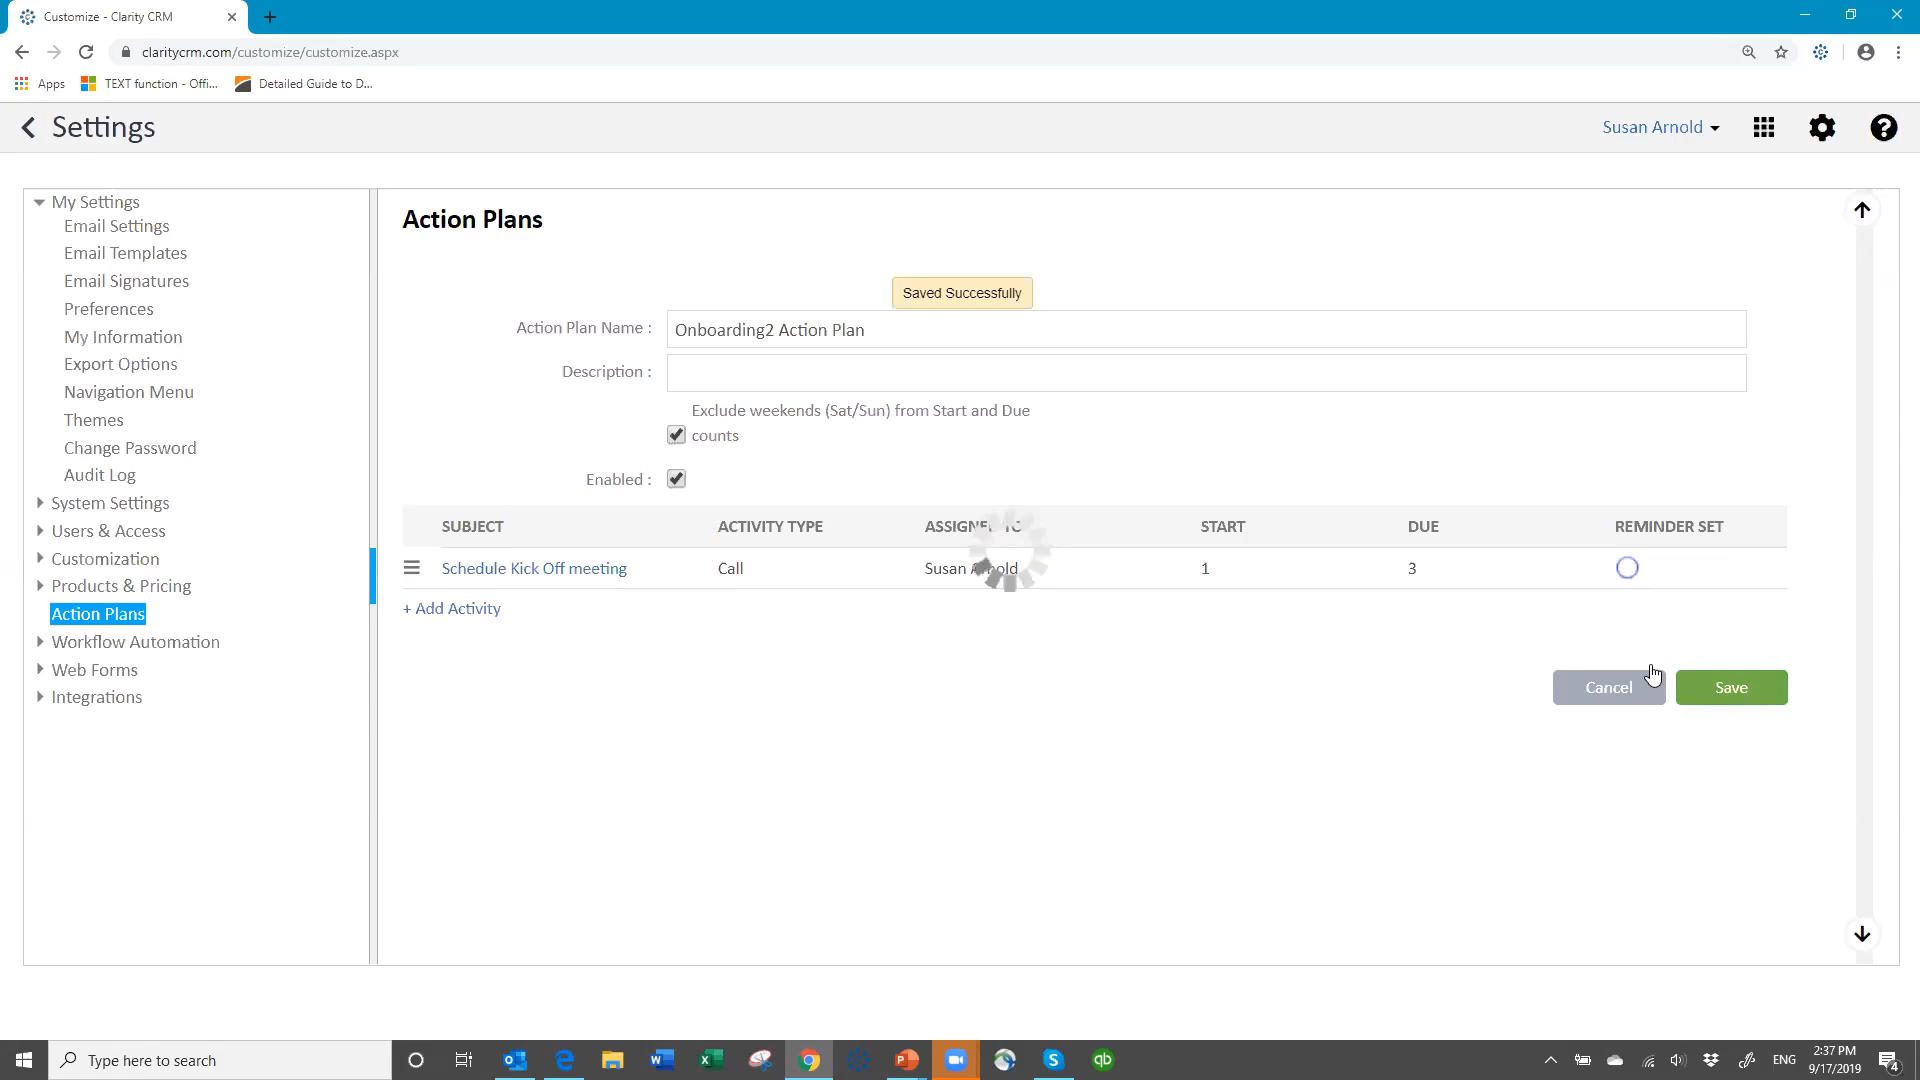 Customize - Clarity CRM
claritycrm.com/customize/customize.aspx
Apps
TEXT function - Offi...
Detailed Guide to D...
Settings
Susan Arnold
My Settings
Email Settings
Email Templates
Email Signatures
Preferences
My Information
Export Options
Navigation Menu
Themes
Change Password
Audit Log
System Settings
Users & Access
Customization
Products & Pricing
Action Plans
Workflow Automation
Web Forms
Integrations
Action Plans
Saved Successfully
Action Plan Name : Onboarding2 Action Plan
Description :
Exclude weekends (Sat/Sun) from Start and Due
counts
Enabled :
SUBJECT ACTIVITY TYPE ASSIGNED TO START DUE REMINDER SET
Schedule Kick Off meeting Call Susan Arnold 1 3
+ Add Activity
Cancel Save
Type here to search
ENG
2:37 PM
9/17/2019
4